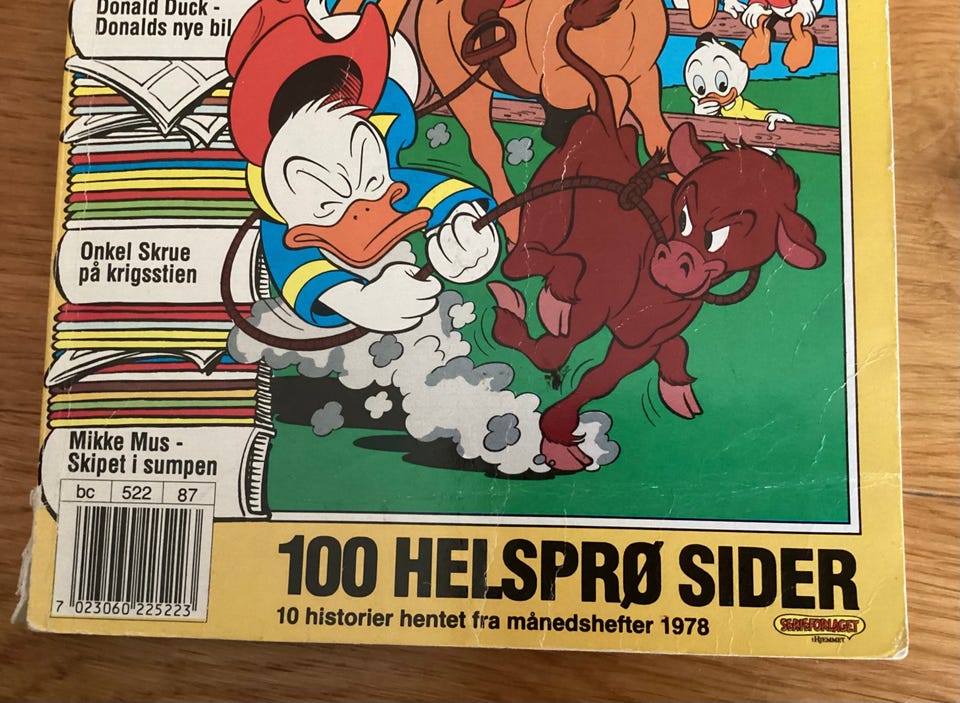 Donald Duck -
Donalds nye bil
Onkel Skrue
på krigsstien
Mikke Mus -
Skipet i sumpen
bc 522 87
7 023060 225223
100 HELSPRØ SIDER
10 historier hentet fra månedshefter 1978
SERIEFORLAGET
I HJEMMET